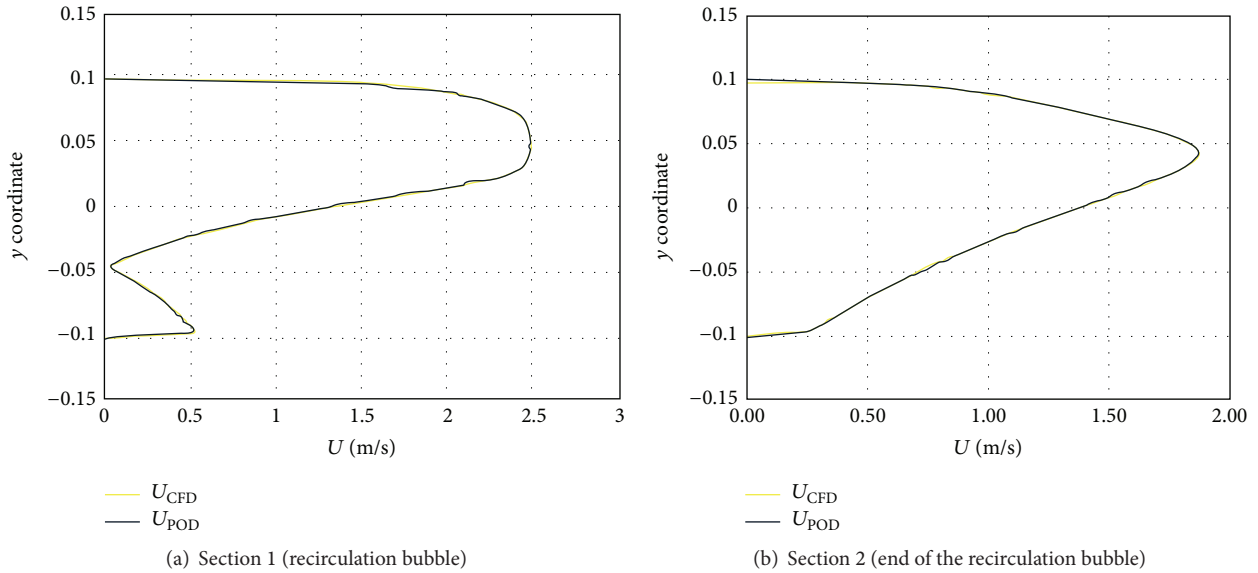 0.15
0.1
0.05
0
−0.05
−0.1
−0.15
y coordinate
0 0.5 1 1.5 2 2.5 3
U (m/s)
U_CFD
U_POD
(a) Section 1 (recirculation bubble)
0.15
0.1
0.05
0
−0.05
−0.1
−0.15
y coordinate
0.00 0.50 1.00 1.50 2.00
U (m/s)
U_CFD
U_POD
(b) Section 2 (end of the recirculation bubble)